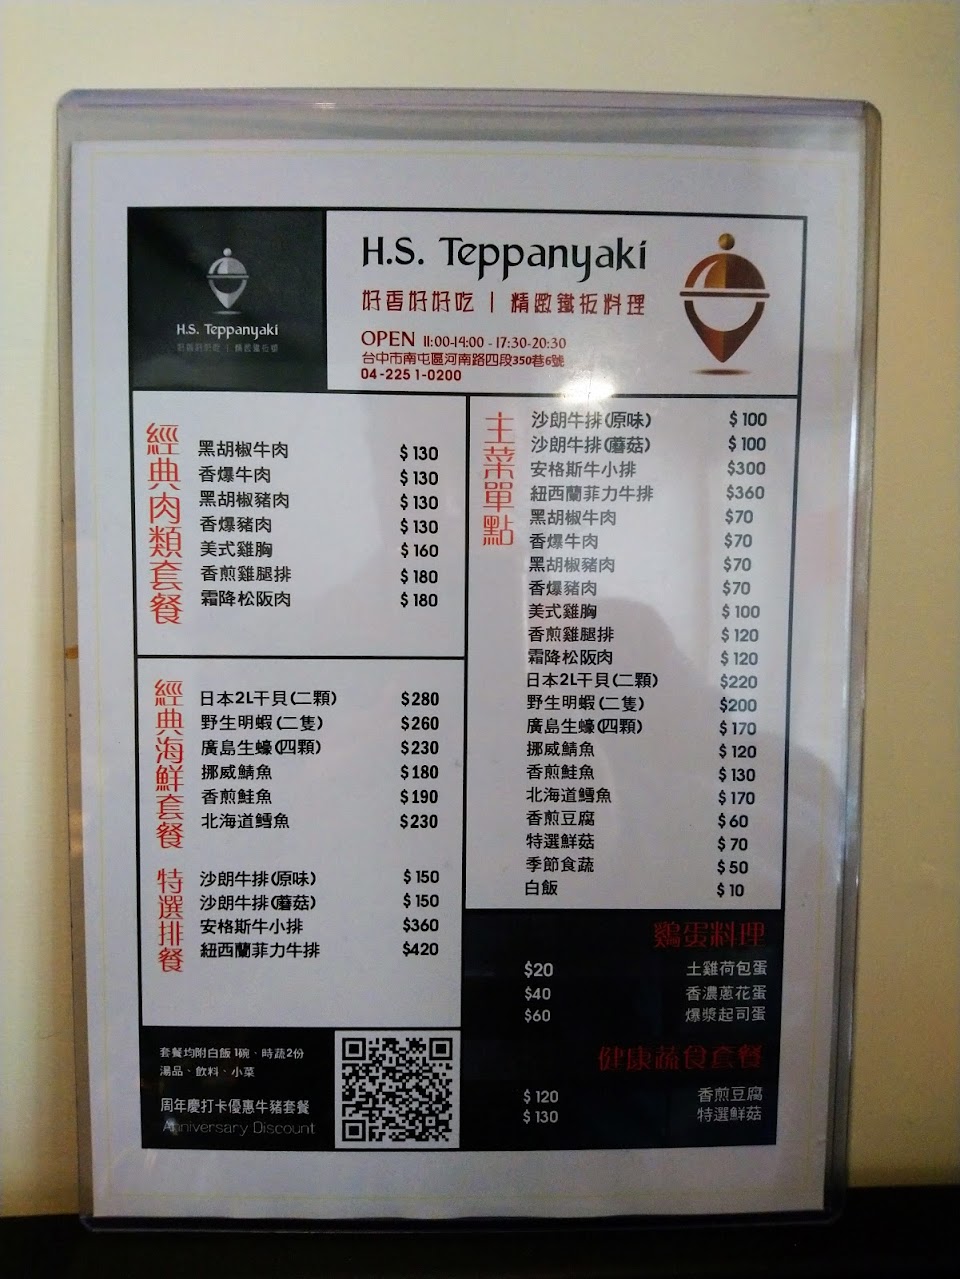 H.S. Teppanyaki
H.S. Teppanyaki
好香好好吃 | 精緻鐵板料理
OPEN 11:00-14:00 - 17:30-20:30
台中市南屯區河南路四段350巷6號
04-2251-0200
經典肉類套餐
黑胡椒牛肉 $130
香爆牛肉 $130
黑胡椒豬肉 $130
香爆豬肉 $130
美式雞胸 $160
香煎雞腿排 $180
霜降松阪肉 $180
經典海鮮套餐
日本2L干貝(二顆) $280
野生明蝦(二隻) $260
廣島生蠔(四顆) $230
挪威鯖魚 $180
香煎鮭魚 $190
北海道鱈魚 $230
特選排餐
沙朗牛排(原味) $150
沙朗牛排(蘑菇) $150
安格斯牛小排 $360
紐西蘭菲力牛排 $420
套餐均附白飯1碗、時蔬2份
湯品、飲料、小菜
周年慶打卡優惠牛豬套餐
Anniversary Discount
主菜單點
沙朗牛排(原味) $100
沙朗牛排(蘑菇) $100
安格斯牛小排 $300
紐西蘭菲力牛排 $360
黑胡椒牛肉 $70
香爆牛肉 $70
黑胡椒豬肉 $70
香爆豬肉 $70
美式雞胸 $100
香煎雞腿排 $120
霜降松阪肉 $120
日本2L干貝(二顆) $220
野生明蝦(二隻) $200
廣島生蠔(四顆) $170
挪威鯖魚 $120
香煎鮭魚 $130
北海道鱈魚 $170
香煎豆腐 $60
特選鮮菇 $70
季節食蔬 $50
白飯 $10
鷄蛋料理
$20 土雞荷包蛋
$40 香濃蔥花蛋
$60 爆漿起司蛋
健康蔬食套餐
$120 香煎豆腐
$130 特選鮮菇